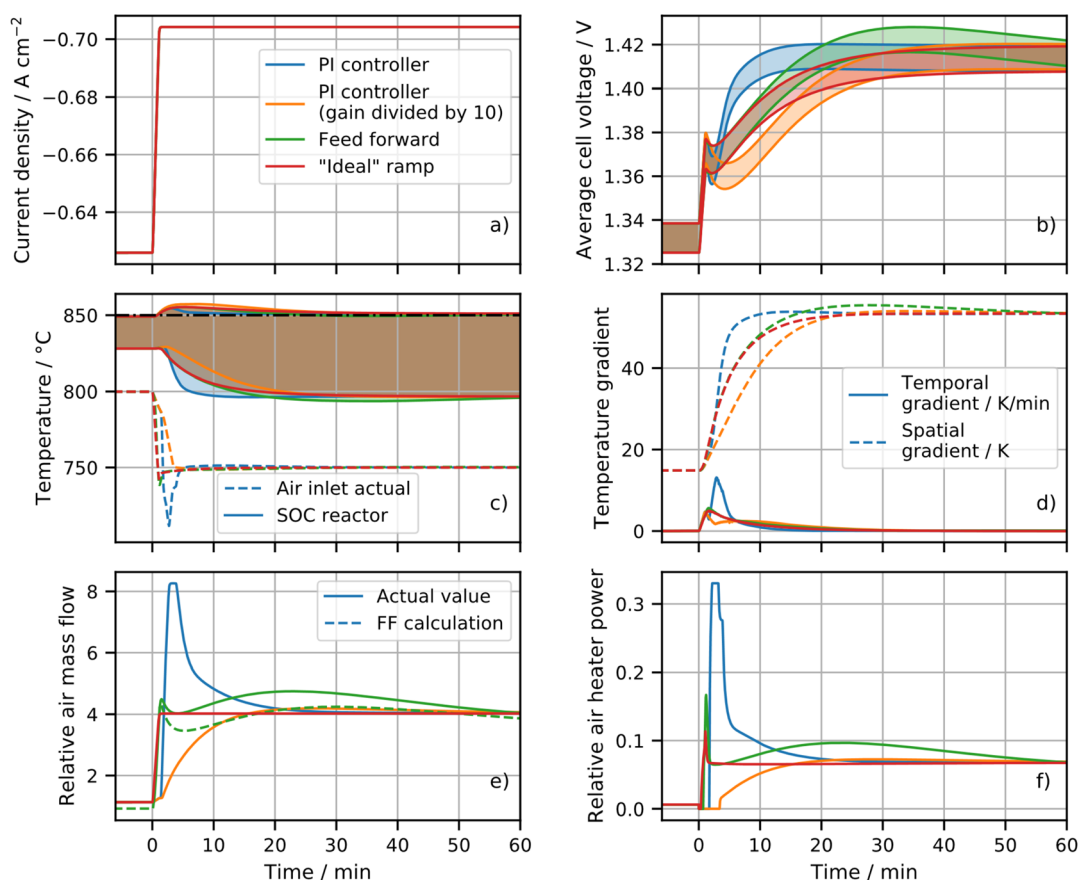 Current density / A cm⁻²
−0.70
−0.68
−0.66
−0.64
PI controller
PI controller
(gain divided by 10)
Feed forward
"Ideal" ramp
a)
Average cell voltage / V
1.42
1.40
1.38
1.36
1.34
1.32
b)
Temperature / °C
850
800
750
Air inlet actual
SOC reactor
c)
Temperature gradient
40
20
0
Temporal
gradient / K/min
Spatial
gradient / K
d)
Relative air mass flow
8
6
4
2
Actual value
FF calculation
e)
0 10 20 30 40 50 60
Time / min
Relative air heater power
0.3
0.2
0.1
0.0
f)
0 10 20 30 40 50 60
Time / min